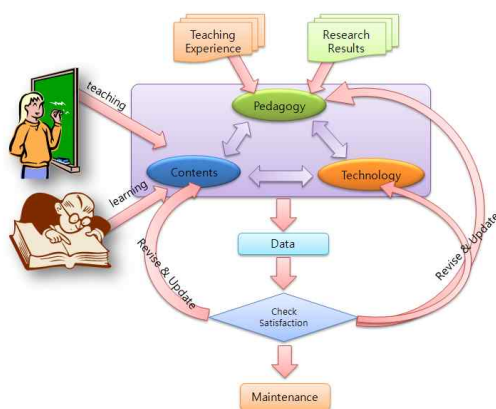 Teaching
Experience
Research
Results
Pedagogy
teaching
Contents
Technology
learning
Data
Revise & Update
Revise & Update
Check
Satisfaction
Maintenance